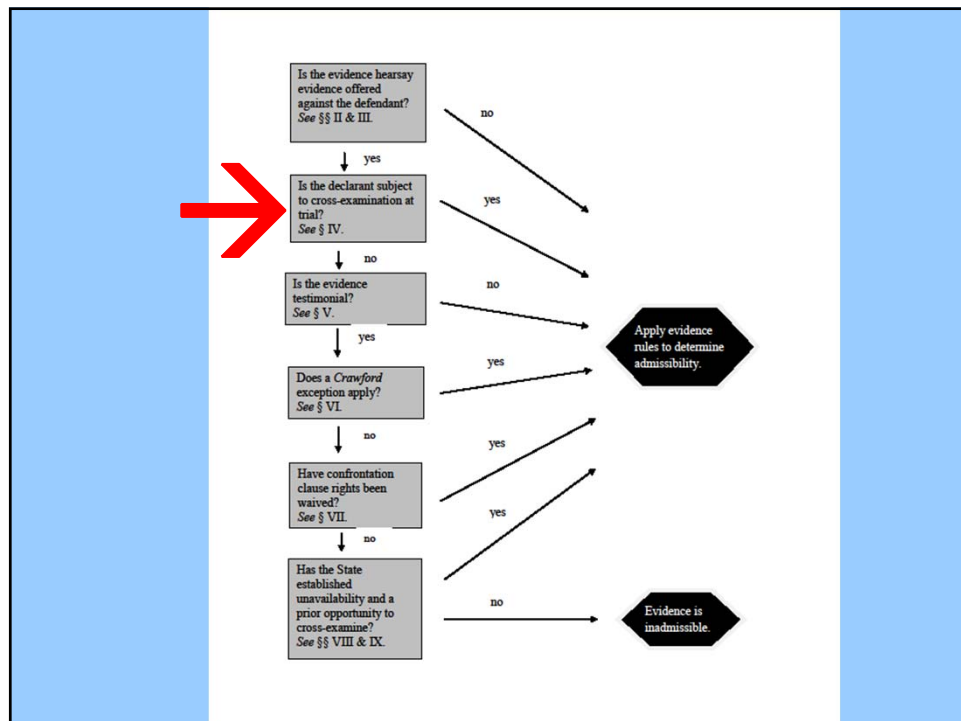 Is the evidence hearsay
evidence offered
against the defendant?
See §§ II & III.
no
yes
Is the declarant subject
to cross-examination at
trial?
See § IV.
yes
no
Is the evidence
testimonial?
See § V.
no
yes
Apply evidence
rules to determine
admissibility.
Does a Crawford
exception apply?
See § VI.
yes
no
Have confrontation
clause rights been
waived?
See § VII.
yes
no
Has the State
established
unavailability and a
prior opportunity to
cross-examine?
See §§ VIII & IX.
yes
no
Evidence is
inadmissible.